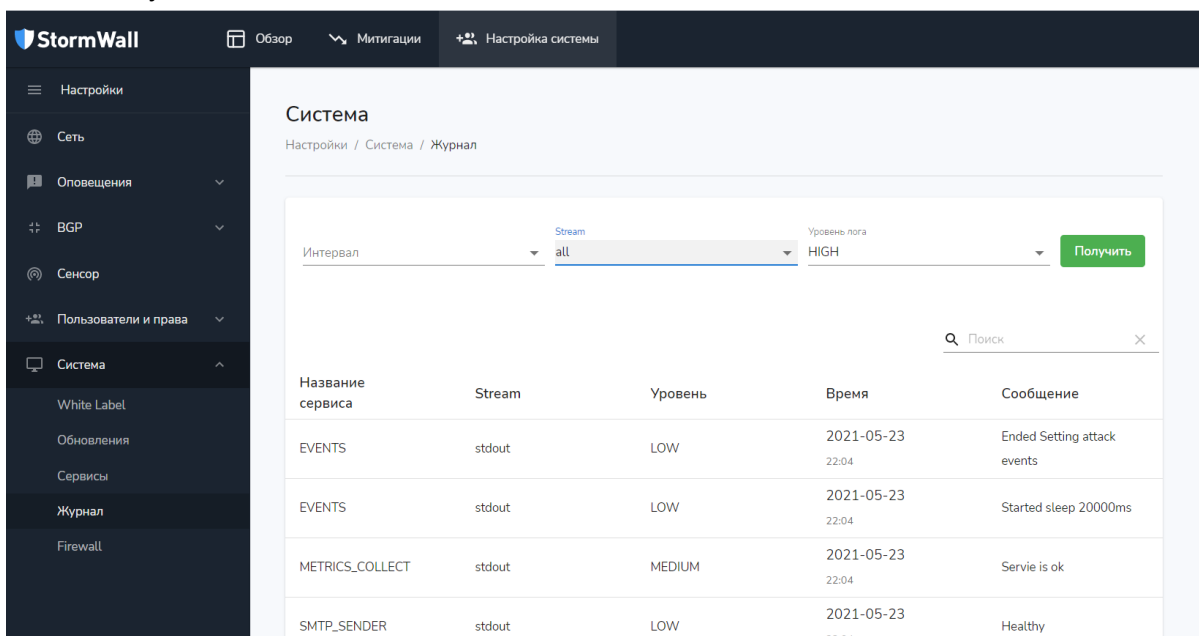 StormWall
Обзор
Митигации
Настройка системы
Настройки
Сеть
Оповещения
BGP
Сенсор
Пользователи и права
Система
White Label
Обновления
Сервисы
Журнал
Firewall
Система
Настройки / Система / Журнал
Интервал
Stream
all
Уровень лога
HIGH
Получить
Поиск
Название сервиса
Stream
Уровень
Время
Сообщение
EVENTS
stdout
LOW
2021-05-23
22:04
Ended Setting attack events
EVENTS
stdout
LOW
2021-05-23
22:04
Started sleep 20000ms
METRICS_COLLECT
stdout
MEDIUM
2021-05-23
22:04
Servie is ok
SMTP_SENDER
stdout
LOW
2021-05-23
Healthy